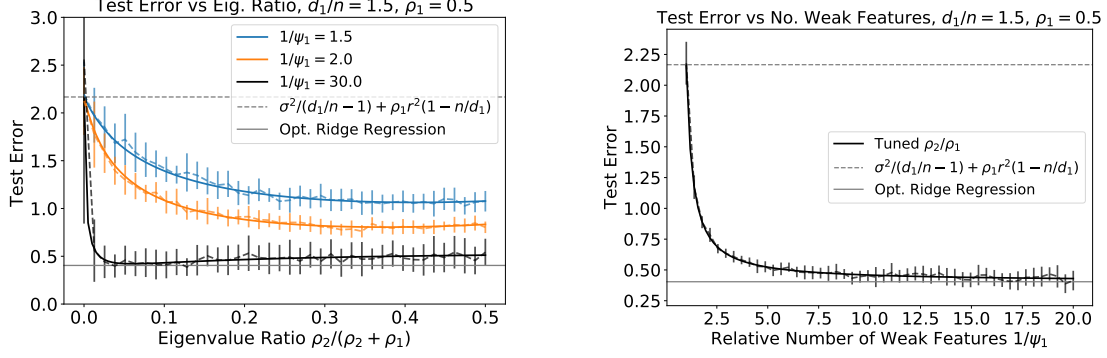 Test Error vs Eig. Ratio, d₁/n = 1.5, ρ₁ = 0.5
3.0
2.5
2.0
1.5
1.0
0.5
0.0
Test Error
1/ψ₁ = 1.5
1/ψ₁ = 2.0
1/ψ₁ = 30.0
σ²/(d₁/n − 1) + ρ₁r²(1 − n/d₁)
Opt. Ridge Regression
0.0 0.1 0.2 0.3 0.4 0.5
Eigenvalue Ratio ρ₂/(ρ₂ + ρ₁)
Test Error vs No. Weak Features, d₁/n = 1.5, ρ₁ = 0.5
2.25
2.00
1.75
1.50
1.25
1.00
0.75
0.50
0.25
Test Error
Tuned ρ₂/ρ₁
σ²/(d₁/n − 1) + ρ₁r²(1 − n/d₁)
Opt. Ridge Regression
2.5 5.0 7.5 10.0 12.5 15.0 17.5 20.0
Relative Number of Weak Features 1/ψ₁